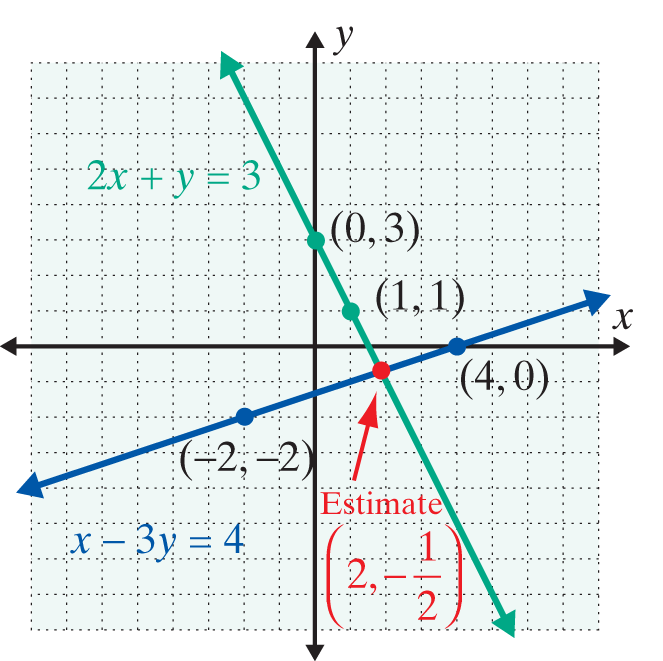 y
2x + y = 3
(0, 3)
(1, 1)
x
(4, 0)
(−2, −2)
Estimate
x − 3y = 4
(2, −1/2)